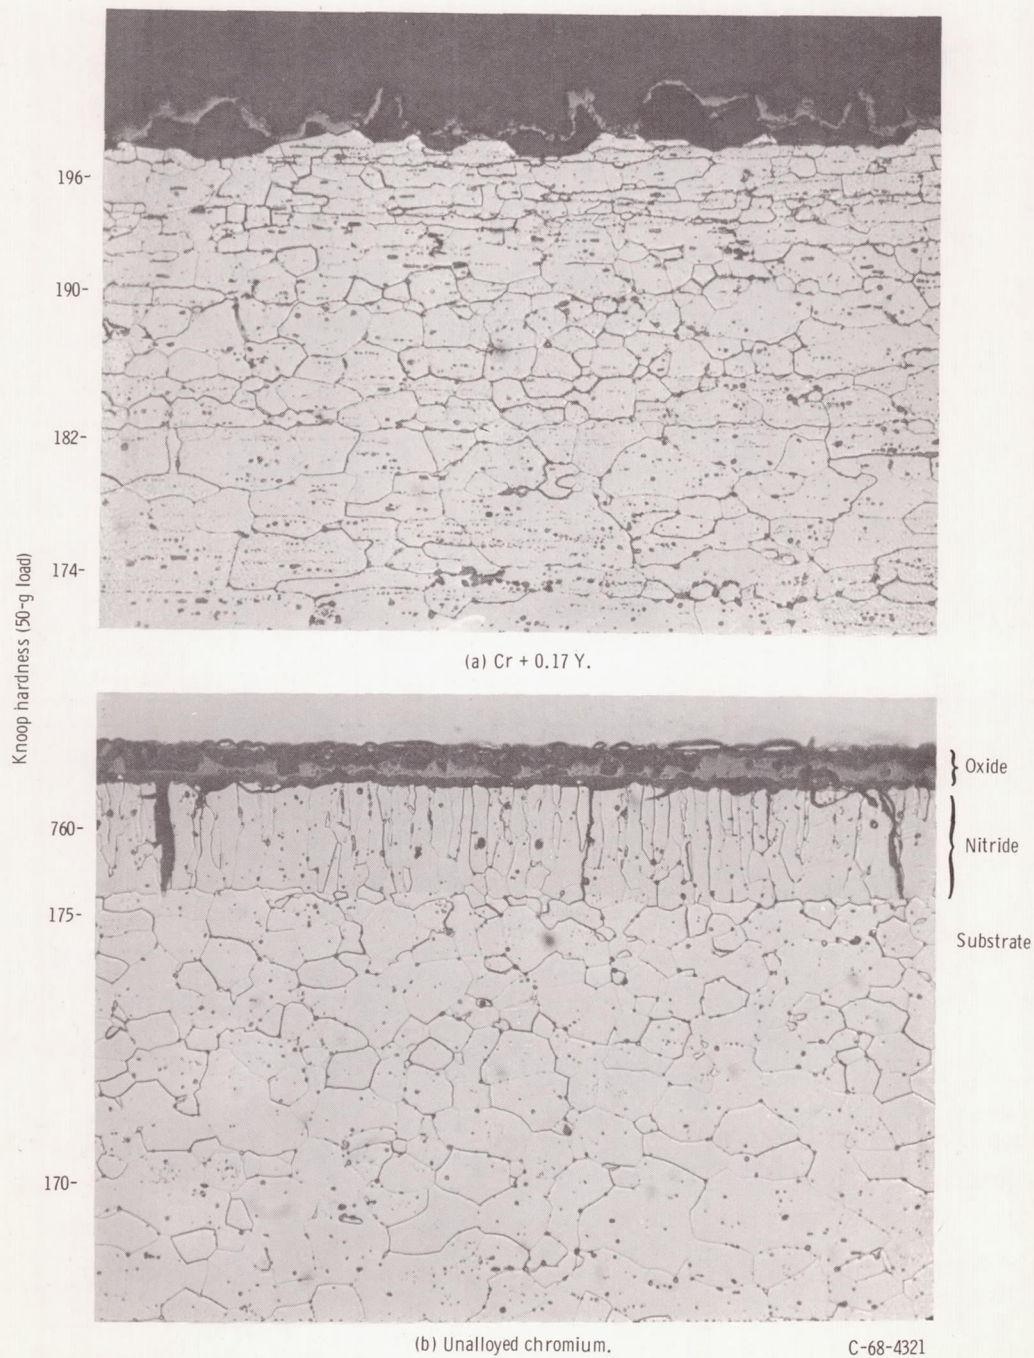 196-
190-
182-
174-
Knoop hardness (50-g load)
(a) Cr + 0.17 Y.
Oxide
760-
Nitride
175-
Substrate
170-
(b) Unalloyed chromium.
C-68-4321